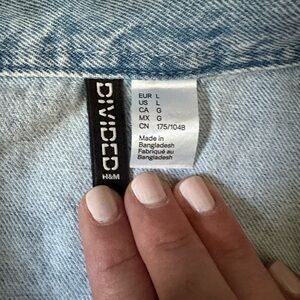 DIVIDED
H&M
EUR L
US L
CA G
MX G
CN 175/104B
Made in
Bangladesh
Fabriqué au
Bangladesh